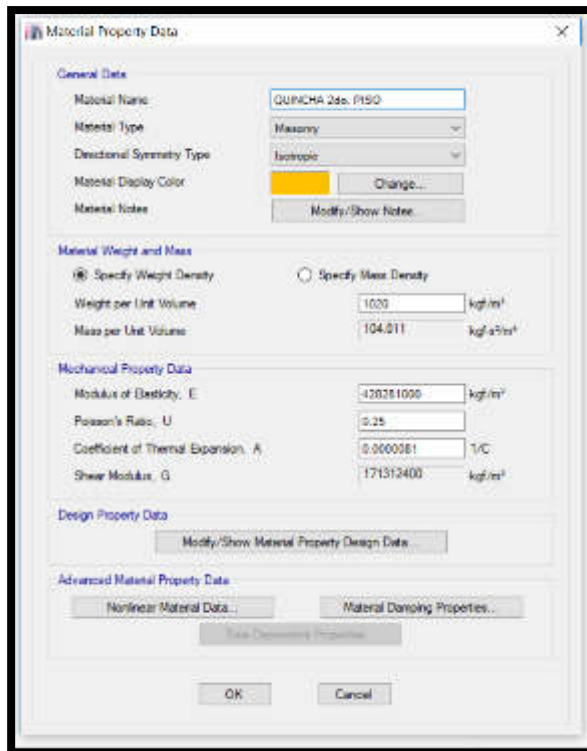 Material Property Data
General Data
Material Name QUINCHA 2do. PISO
Material Type Masonry
Directional Symmetry Type Isotropic
Material Display Color Change...
Material Notes Modify/Show Notes...
Material Weight and Mass
Specify Weight Density Specify Mass Density
Weight per Unit Volume 1020 kgf/m³
Mass per Unit Volume 104.011 kgf-s²/m⁴
Mechanical Property Data
Modulus of Elasticity, E 428281000 kgf/m²
Poisson's Ratio, U 0.25
Coefficient of Thermal Expansion, A 0.0000081 1/C
Shear Modulus, G 171312400 kgf/m²
Design Property Data
Modify/Show Material Property Design Data...
Advanced Material Property Data
Nonlinear Material Data... Material Damping Properties...
Time Dependent Properties...
OK Cancel